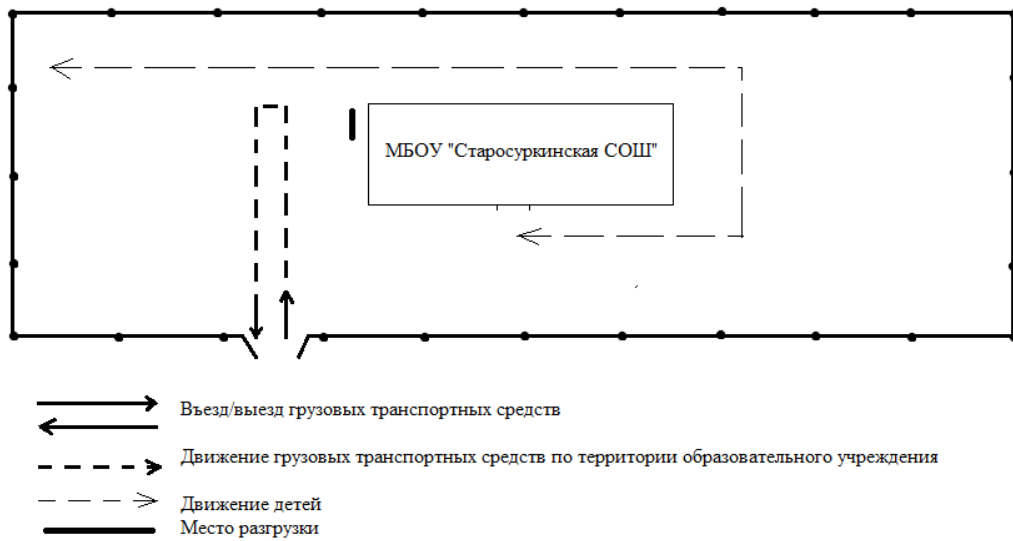 МБОУ "Старосуркинская СОШ"
Въезд/выезд грузовых транспортных средств
Движение грузовых транспортных средств по территории образовательного учреждения
Движение детей
Место разгрузки